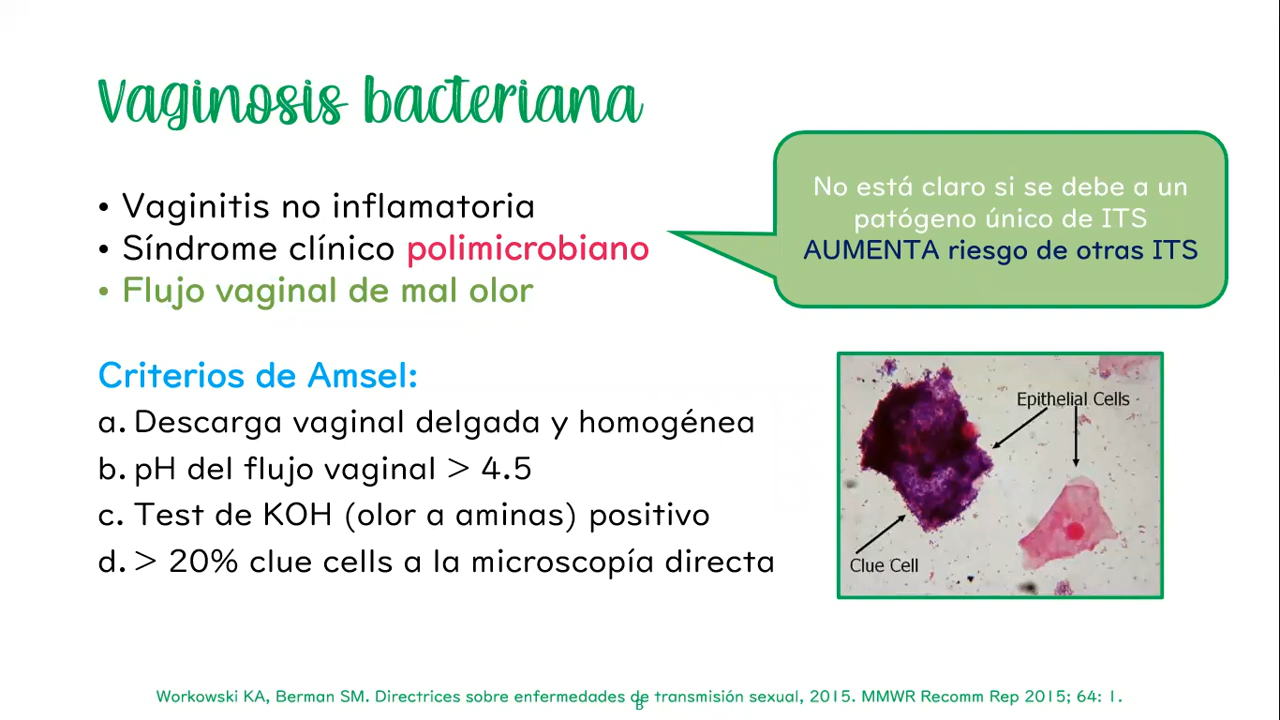 Vaginosis bacteriana
• Vaginitis no inflamatoria
• Síndrome clínico polimicrobiano
• Flujo vaginal de mal olor
No está claro si se debe a un
patógeno único de ITS
AUMENTA riesgo de otras ITS
Criterios de Amsel:
a. Descarga vaginal delgada y homogénea
b. pH del flujo vaginal > 4.5
c. Test de KOH (olor a aminas) positivo
d. > 20% clue cells a la microscopía directa
Epithelial Cells
Clue Cell
Workowski KA, Berman SM. Directrices sobre enfermedades de transmisión sexual, 2015. MMWR Recomm Rep 2015; 64: 1.
8